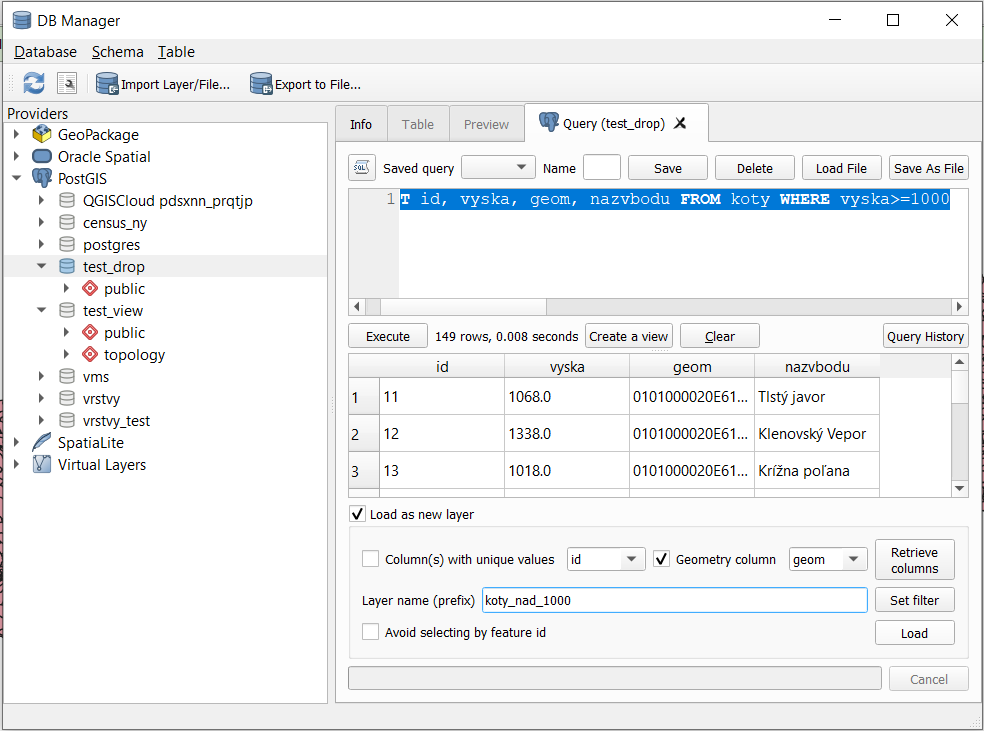 DB Manager
Database Schema Table
Import Layer/File... Export to File...
Providers
GeoPackage
Oracle Spatial
PostGIS
QGISCloud pdsxnn_prqtjp
census_ny
postgres
test_drop
public
test_view
public
topology
vms
vrstvy
vrstvy_test
SpatiaLite
Virtual Layers
Info Table Preview Query (test_drop)
SQL Saved query Name Save Delete Load File Save As File
1 T id, vyska, geom, nazvbodu FROM koty WHERE vyska>=1000
Execute 149 rows, 0.008 seconds Create a view Clear Query History
id vyska geom nazvbodu
1 11 1068.0 0101000020E61... Tlstý javor
2 12 1338.0 0101000020E61... Klenovský Vepor
3 13 1018.0 0101000020E61... Krížna poľana
Load as new layer
Column(s) with unique values id Geometry column geom Retrieve columns
Layer name (prefix) koty_nad_1000 Set filter
Avoid selecting by feature id Load
Cancel